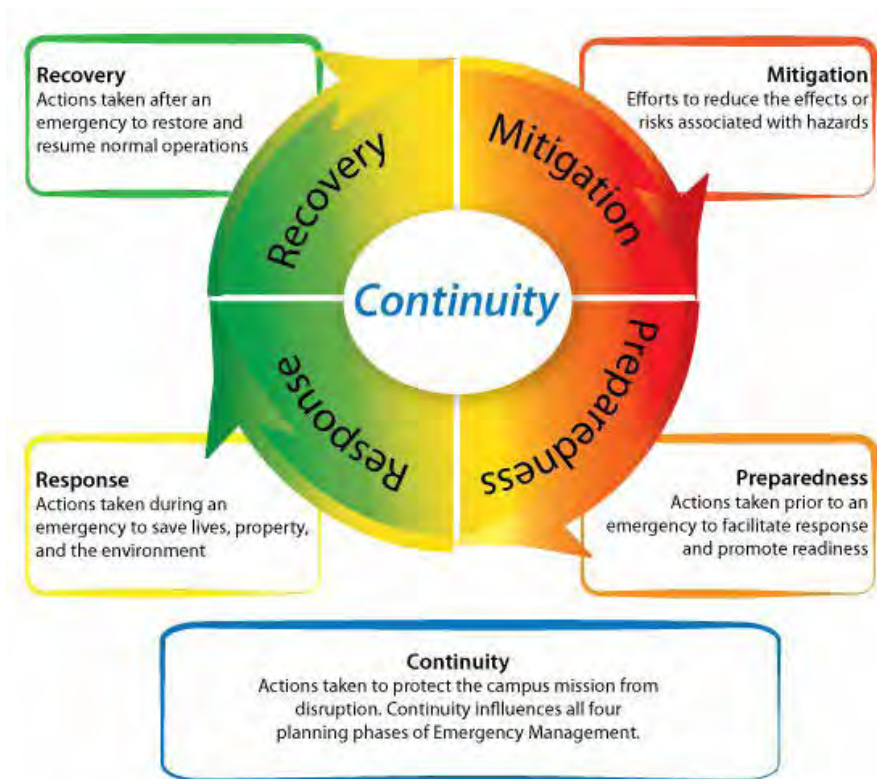 Recovery
Actions taken after an
emergency to restore and
resume normal operations
Mitigation
Efforts to reduce the effects or
risks associated with hazards
Recovery
Mitigation
Continuity
Response
Preparedness
Response
Actions taken during an
emergency to save lives, property,
and the environment
Preparedness
Actions taken prior to an
emergency to facilitate response
and promote readiness
Continuity
Actions taken to protect the campus mission from
disruption. Continuity inflluences all four
planning phases of Emergency Management.